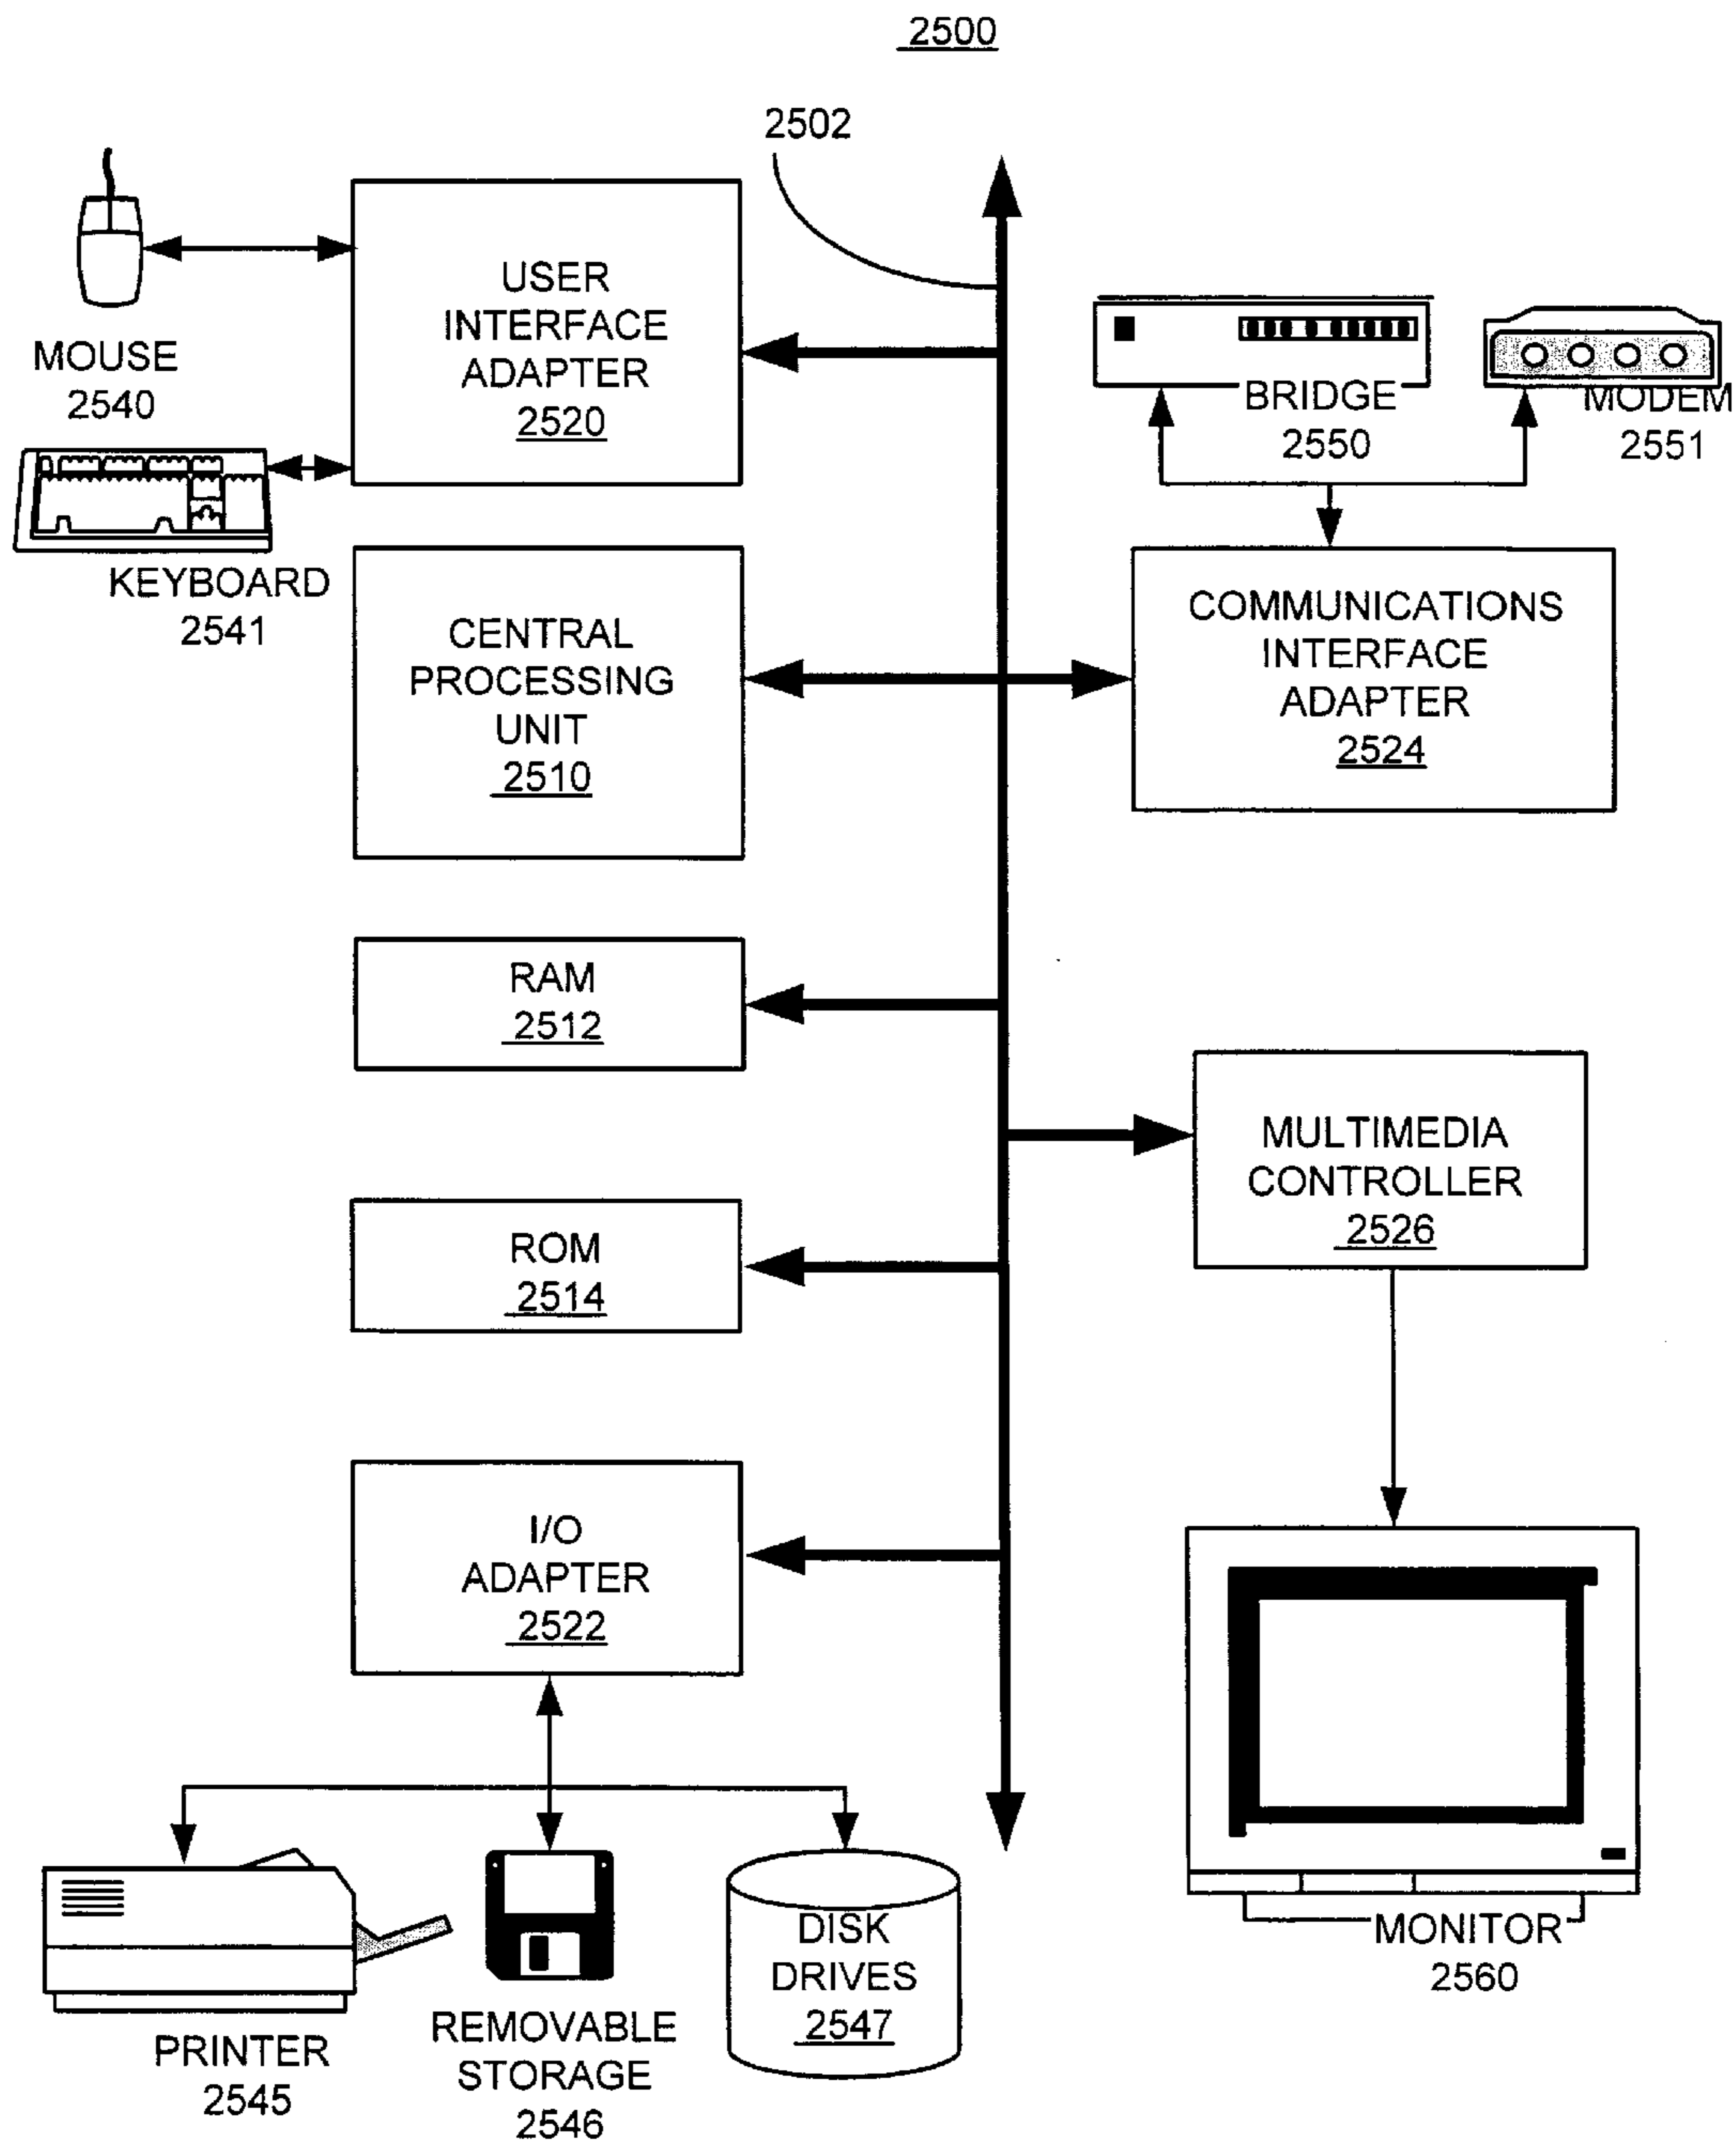 2500
2502
MOUSE
2540
USER
INTERFACE
ADAPTER
2520
BRIDGE
2550
MODEM
2551
KEYBOARD
2541
CENTRAL
PROCESSING
UNIT
2510
COMMUNICATIONS
INTERFACE
ADAPTER
2524
RAM
2512
MULTIMEDIA
CONTROLLER
2526
ROM
2514
I/O
ADAPTER
2522
PRINTER
2545
REMOVABLE
STORAGE
2546
DISK
DRIVES
2547
MONITOR
2560